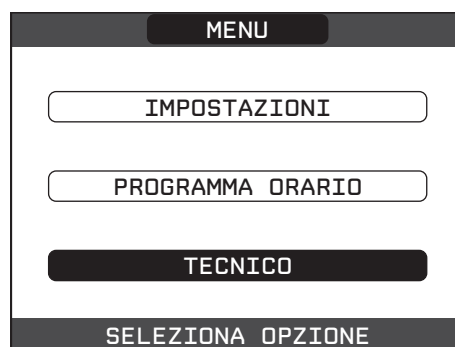 MENU
IMPOSTAZIONI
PROGRAMMA ORARIO
TECNICO
SELEZIONA OPZIONE